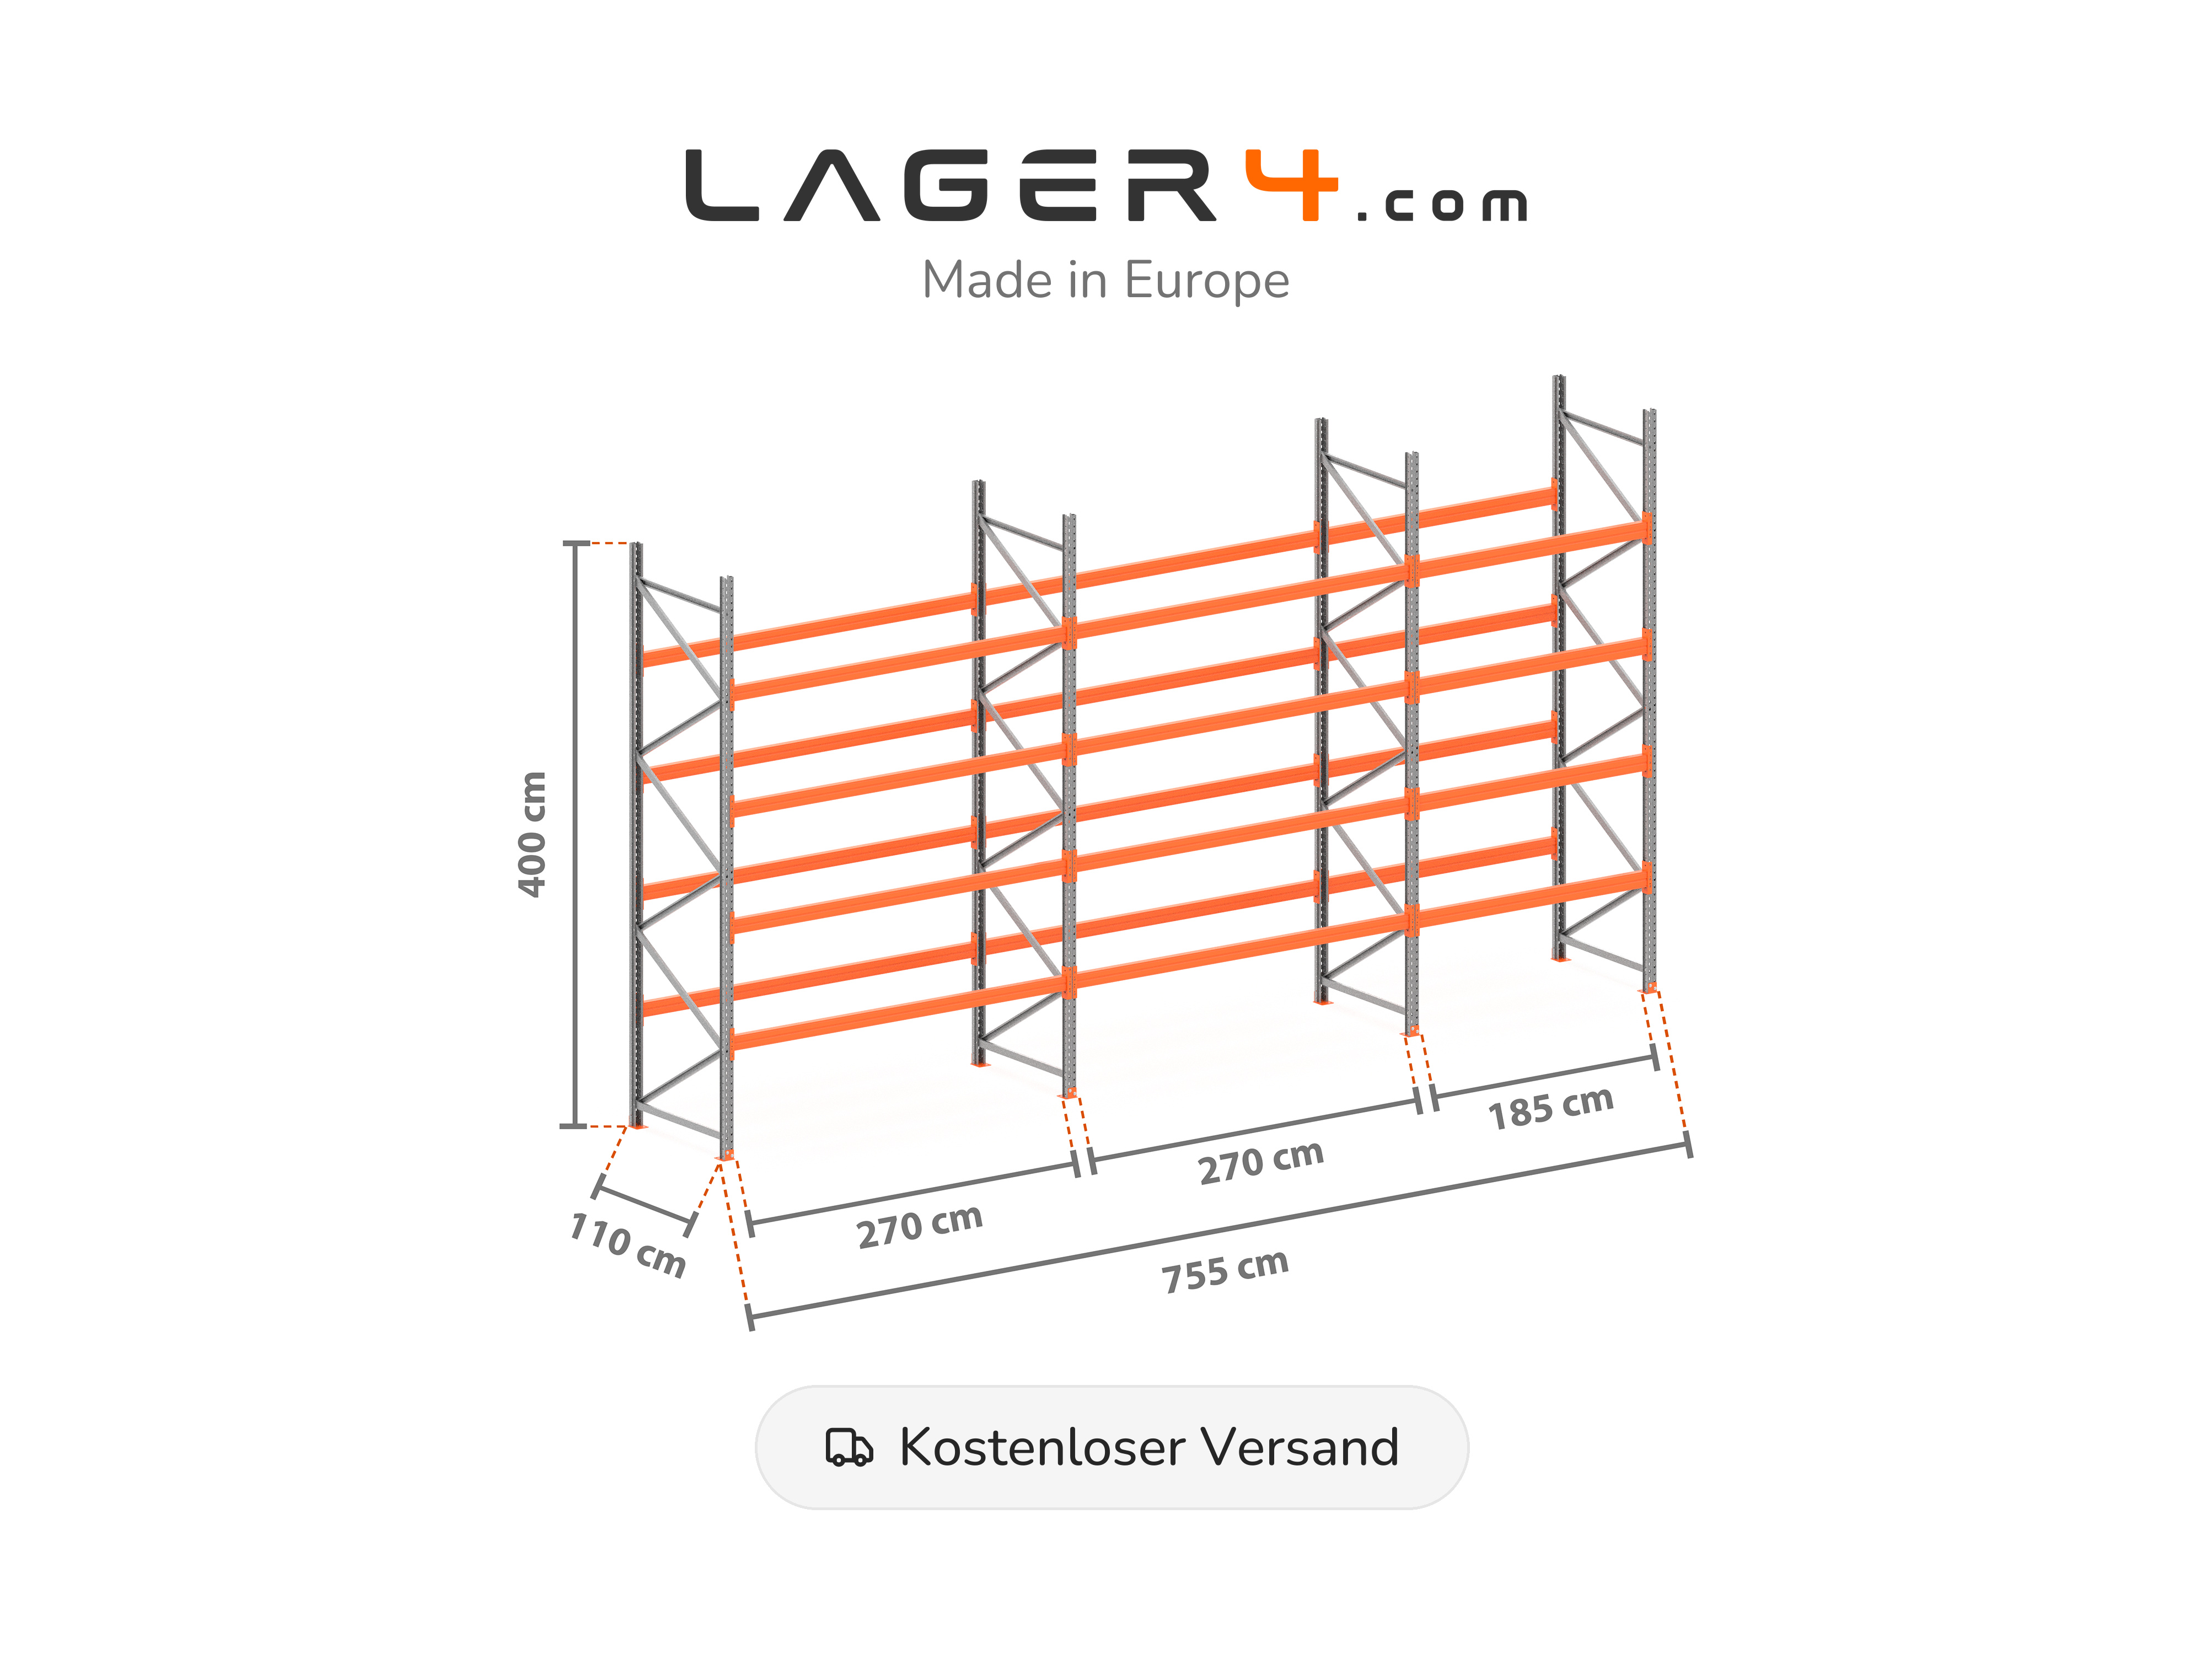 LAGER4.com
Made in Europe
400 cm
110 cm
270 cm
270 cm
185 cm
755 cm
Kostenloser Versand